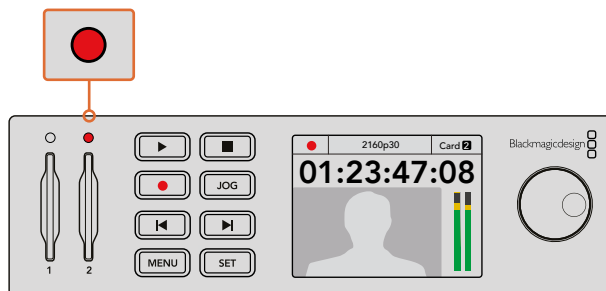 2160p30 Card 2
01:23:47:08
Blackmagicdesign
JOG
MENU SET
1 2